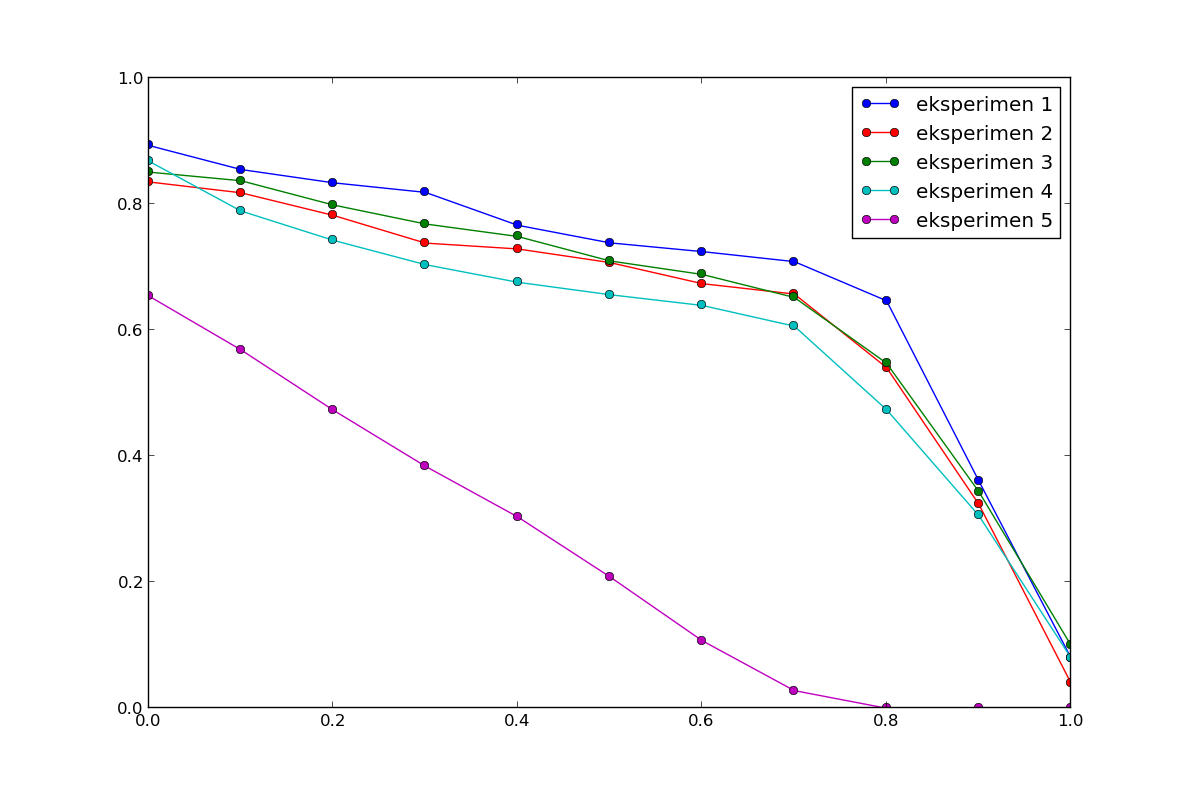 1.0
0.8
0.6
0.4
0.2
0.0
0.0 0.2 0.4 0.6 0.8 1.0
eksperimen 1
eksperimen 2
eksperimen 3
eksperimen 4
eksperimen 5